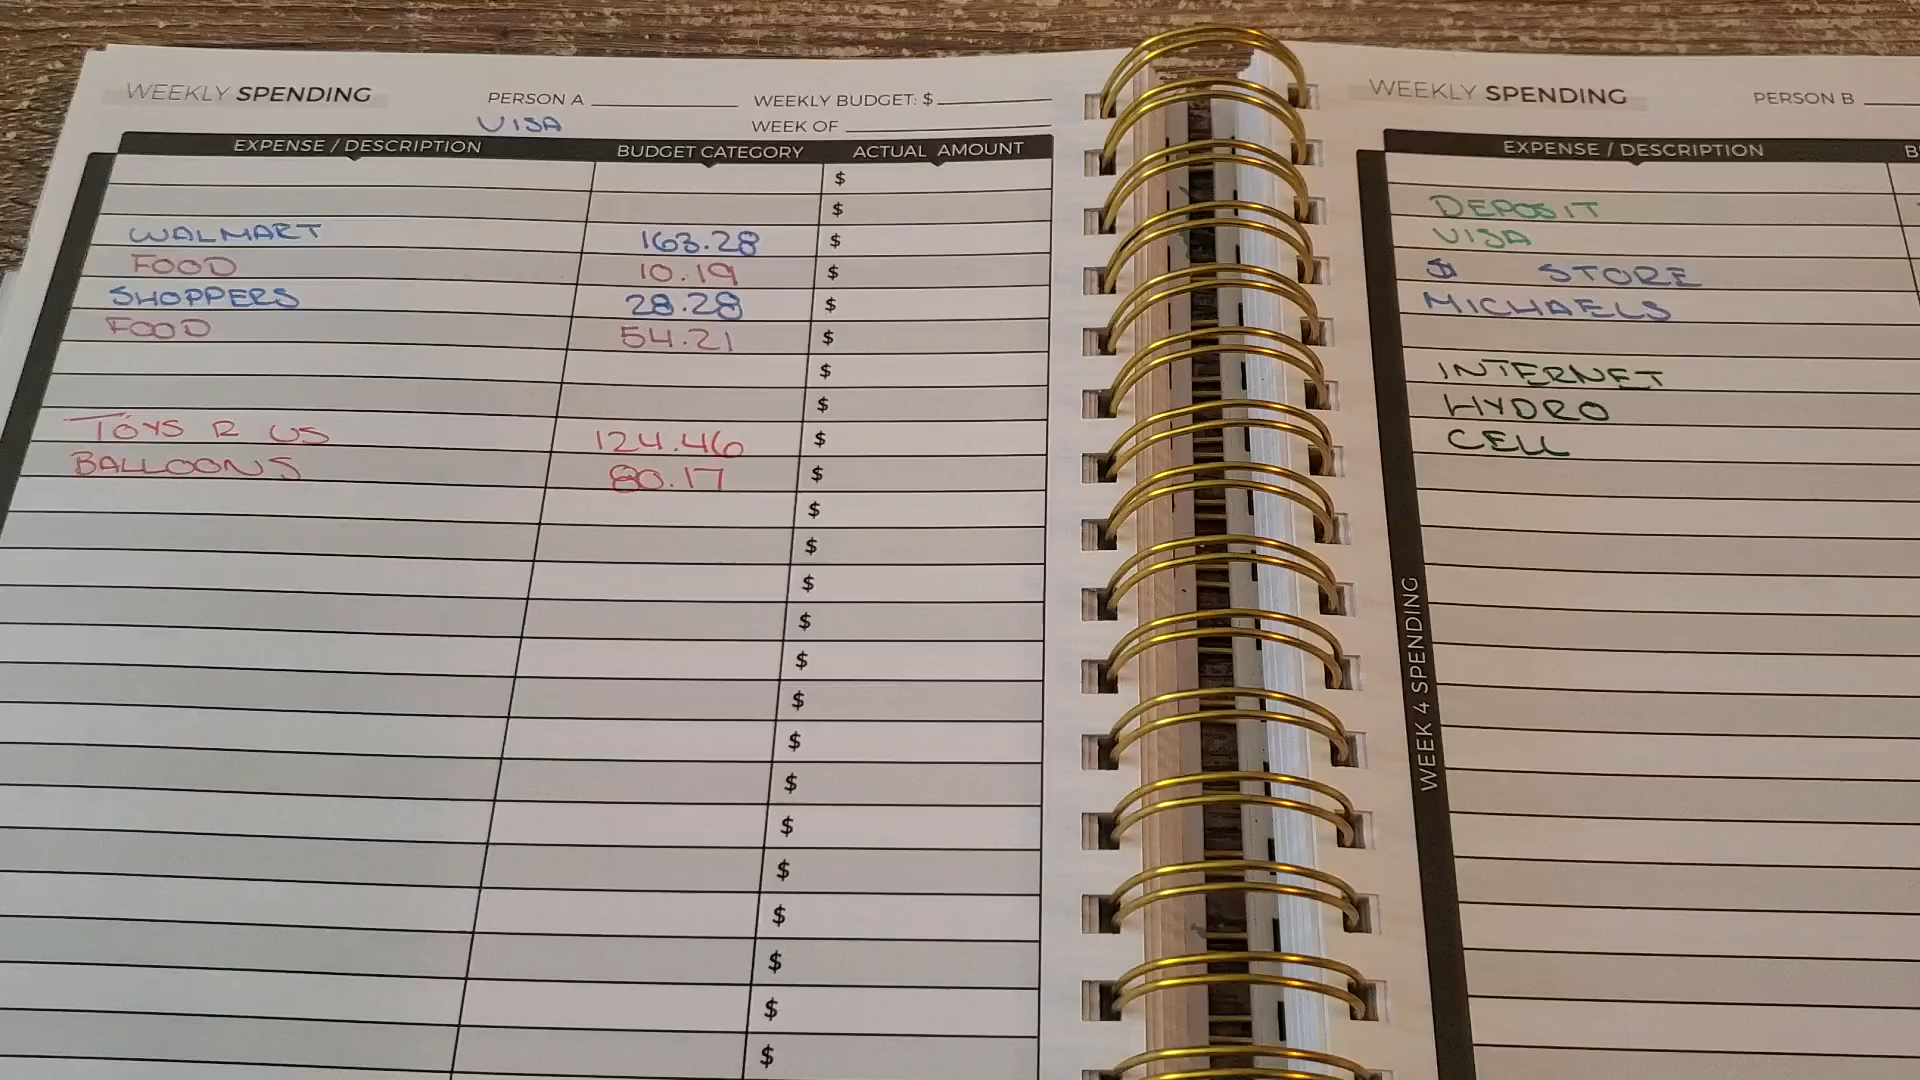 WEEKLY SPENDING PERSON A WEEKLY BUDGET: $
VISA WEEK OF
EXPENSE / DESCRIPTION BUDGET CATEGORY ACTUAL AMOUNT
$
$
WALMART 163.28 $
FOOD 10.19 $
SHOPPERS 28.28 $
FOOD 54.21 $
$
$
TOYS R US 124.46 $
BALLOONS 80.17 $
$
$
$
$
$
$
$
$
$
$
$
$
$
$
WEEKLY SPENDING PERSON B
EXPENSE / DESCRIPTION
DEPOSIT
VISA
$ STORE
MICHAELS
INTERNET
HYDRO
CELL
WEEK 4 SPENDING